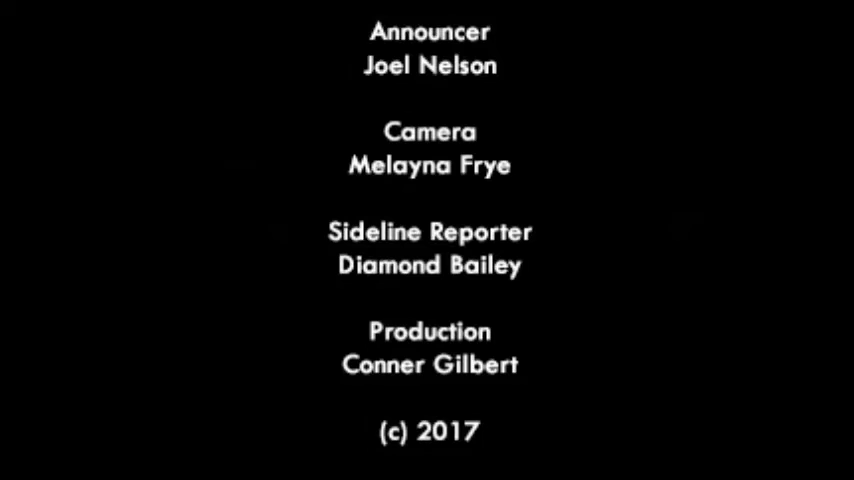 Announcer
Joel Nelson
Camera
Melayna Frye
Sideline Reporter
Diamond Bailey
Production
Conner Gilbert
(c) 2017